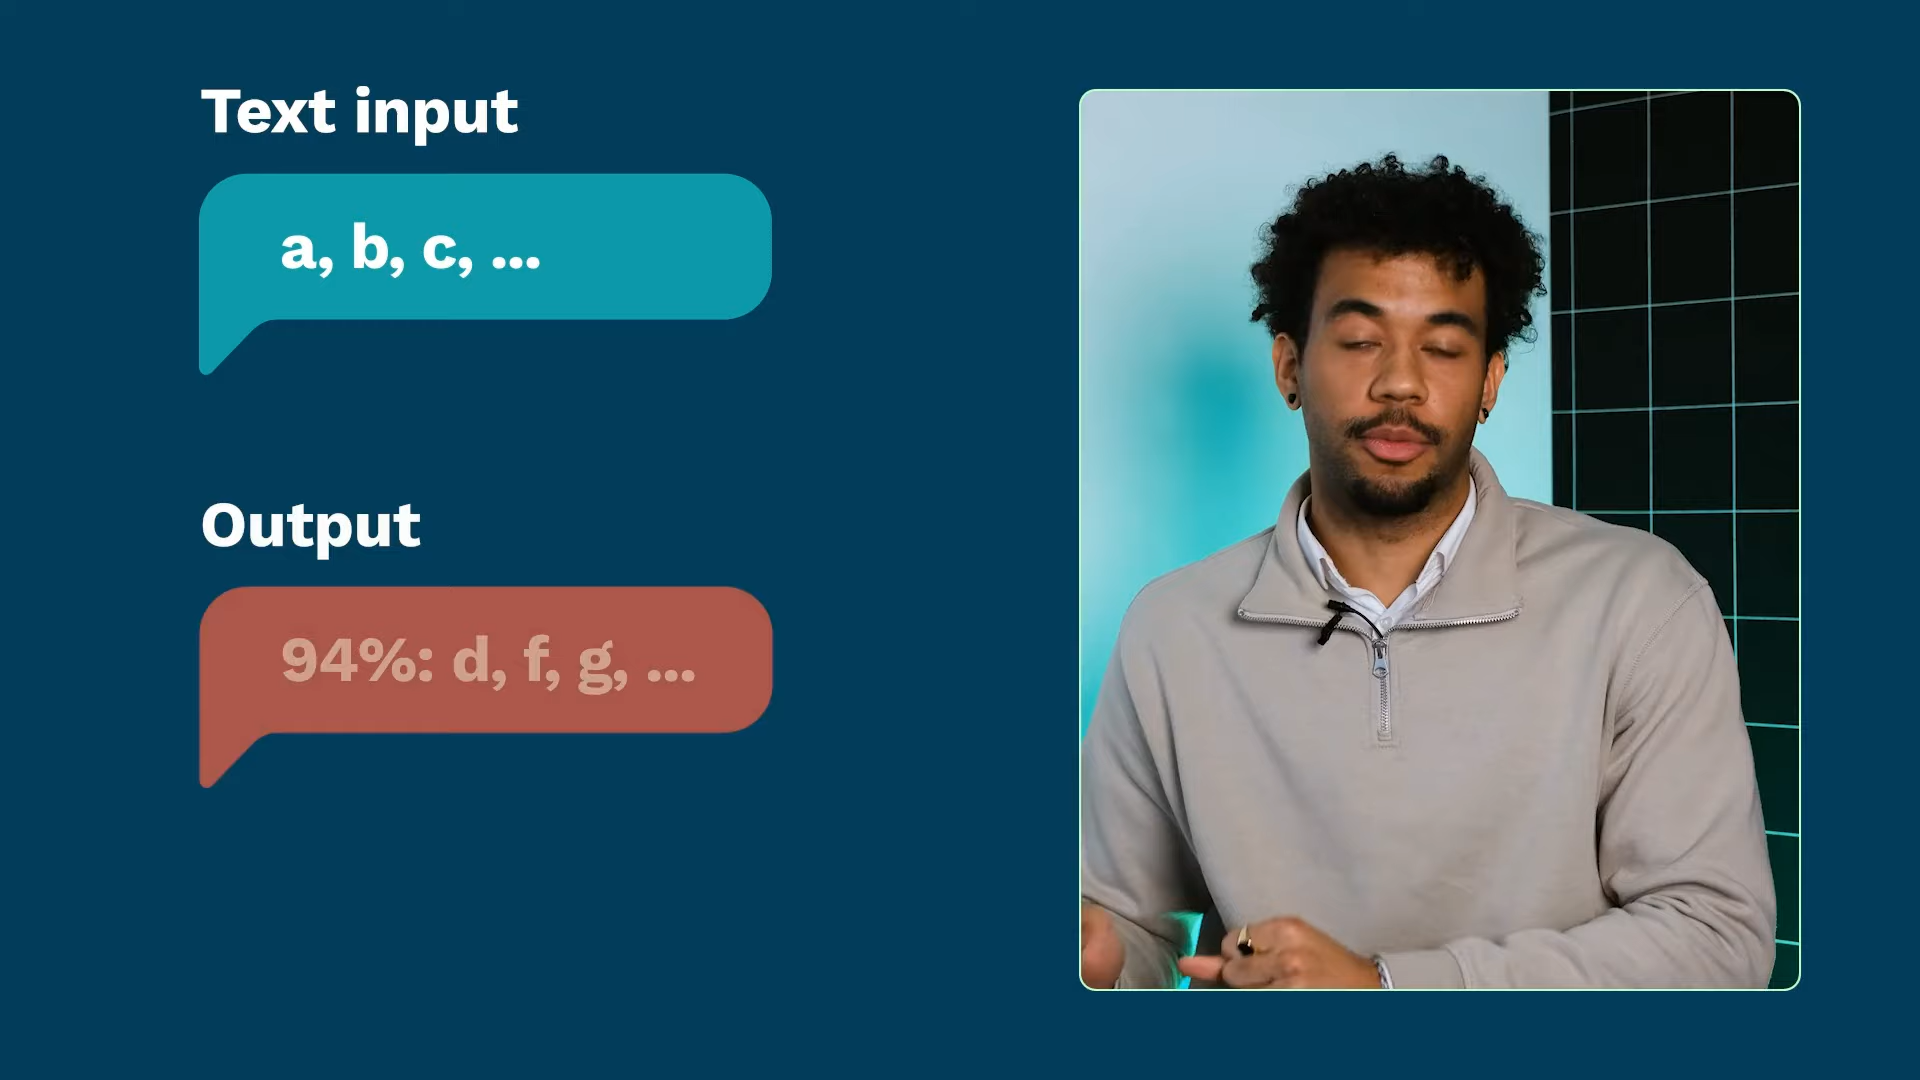 Text input
a, b, c, ...
Output
94%: d, f, g, ...